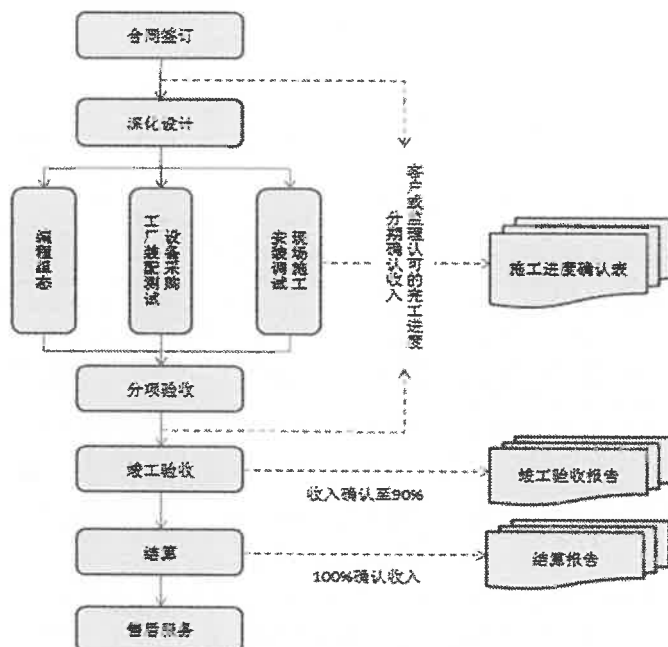 合同签订
深化设计
编程组态
设备采购
工厂装配测试
现场施工
安装调试
客户或监理认可的完工进度
分期确认收入
施工进度确认表
分项验收
竣工验收
收入确认至90%
竣工验收报告
结算
100%确认收入
结算报告
售后服务